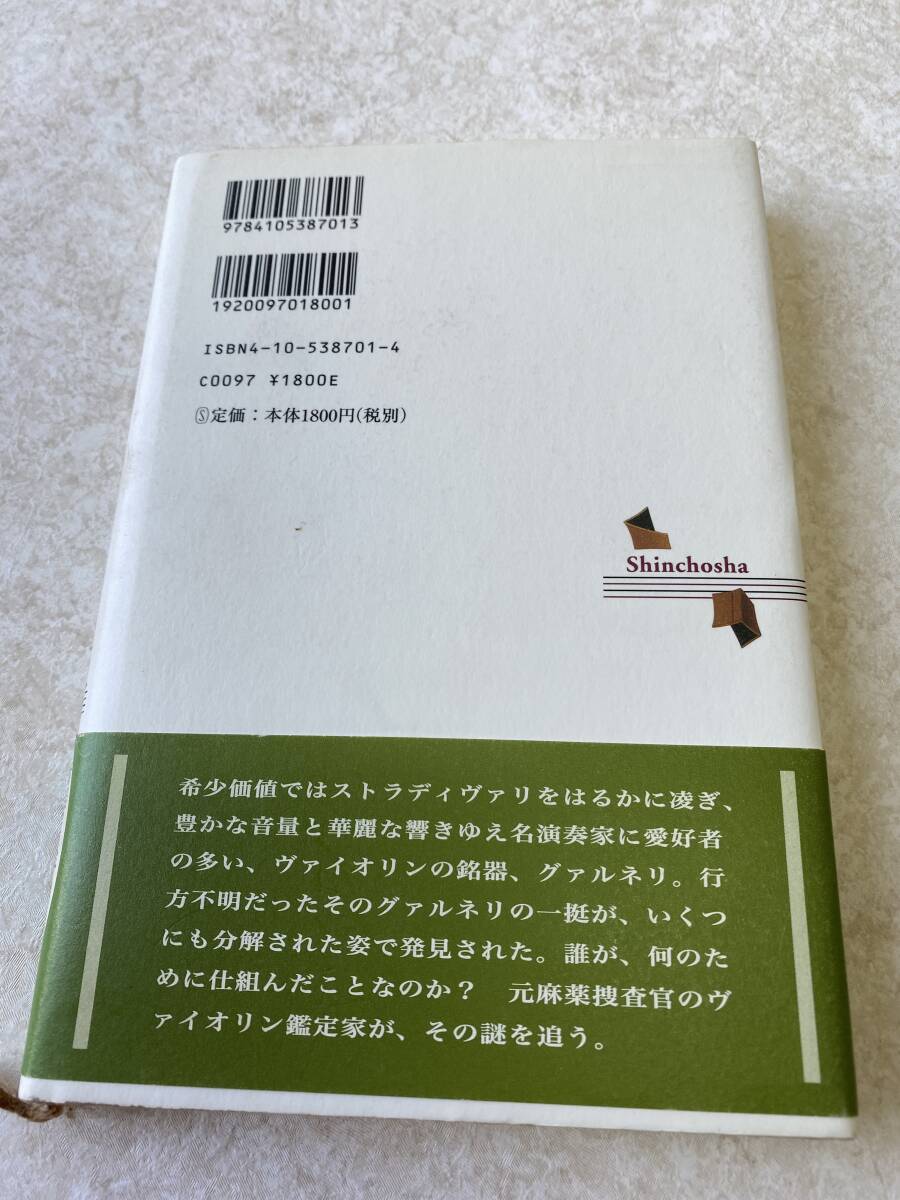 9784105387013
1920097018001
ISBN4-10-538701-4
C0097 ¥1800E
Ⓢ定価：本体1800円(税別)
Shinchosha
希少価値ではストラディヴァリをはるかに凌ぎ、
豊かな音量と華麗な響きゆえ名演奏家に愛好者
の多い、ヴァイオリンの銘器、グァルネリ。行
方不明だったそのグァルネリの一挺が、いくつ
にも分解された姿で発見された。誰が、何のた
めに仕組んだことなのか？　元麻薬捜査官のヴ
ァイオリン鑑定家が、その謎を追う。